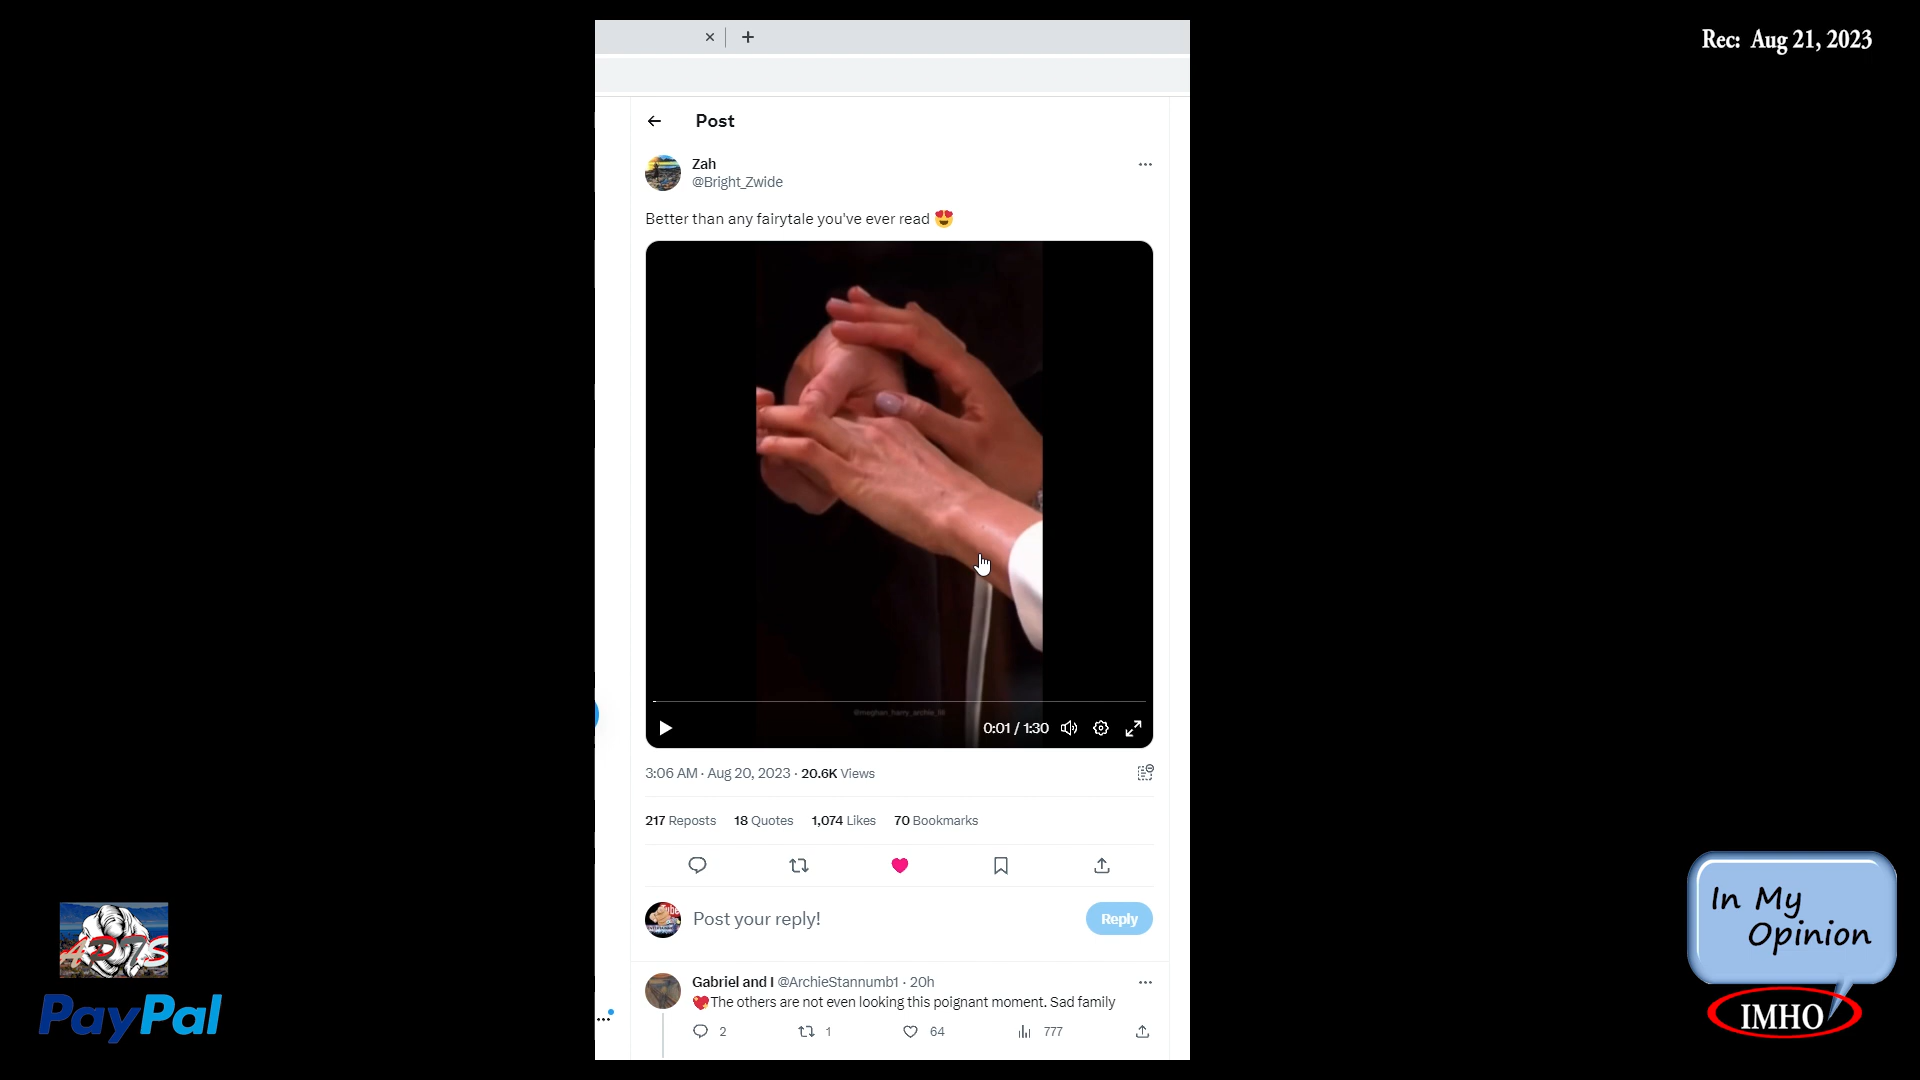 Rec: Aug 21, 2023
Post
Zah
@Bright_Zwide
Better than any fairytale you've ever read 😍
@meghan_harry_archie_lili
0:01 / 1:30
3:06 AM · Aug 20, 2023 · 20.6K Views
217 Reposts 18 Quotes 1,074 Likes 70 Bookmarks
Post your reply!
Reply
Gabriel and I @ArchieStannumb1 · 20h
💖The others are not even looking this poignant moment. Sad family
2 1 64 777
PayPal
In My
Opinion
IMHO